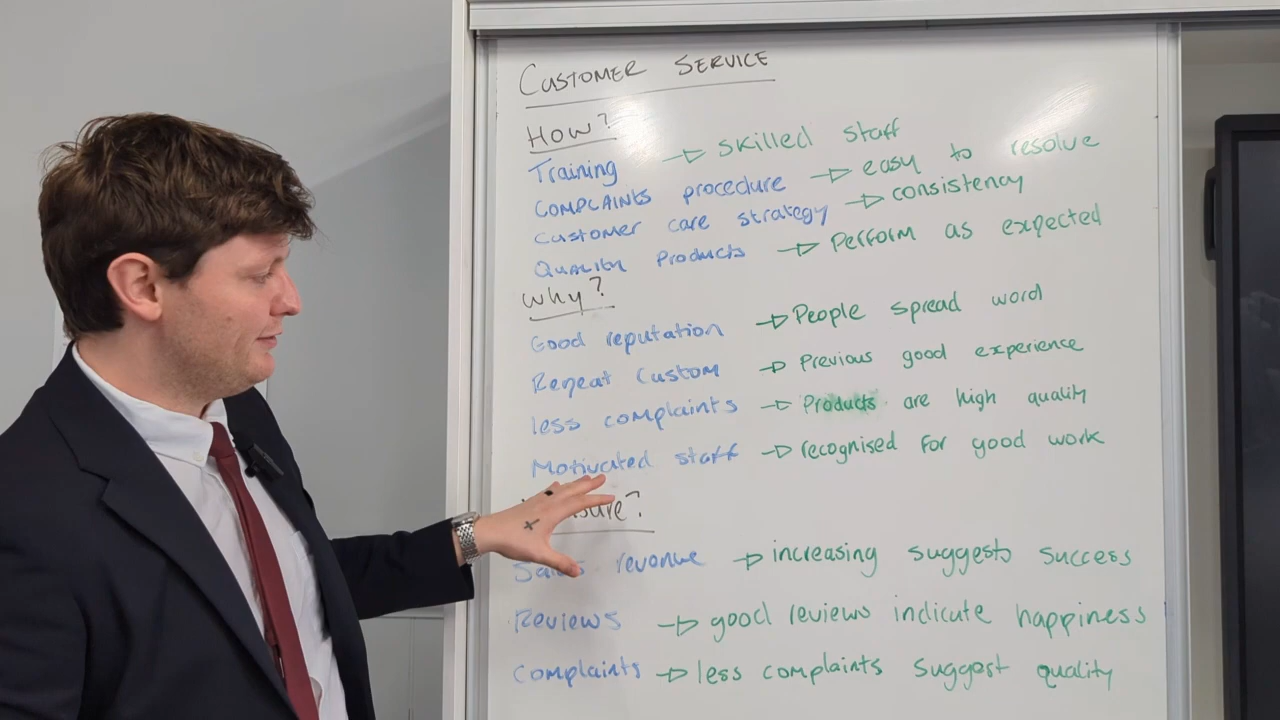 CUSTOMER SERVICE
How?
Training → skilled staff
COMPLAINTS procedure → easy to resolve
Customer care strategy → consistency
QUALITY Products → Perform as expected
Why?
Good reputation → People spread word
Repeat Custom → Previous good experience
less complaints → Products are high quality
Motivated staff → recognised for good work
Sales revenue → increasing suggests success
Reviews → good reviews indicate happiness
Complaints → less complaints suggest quality